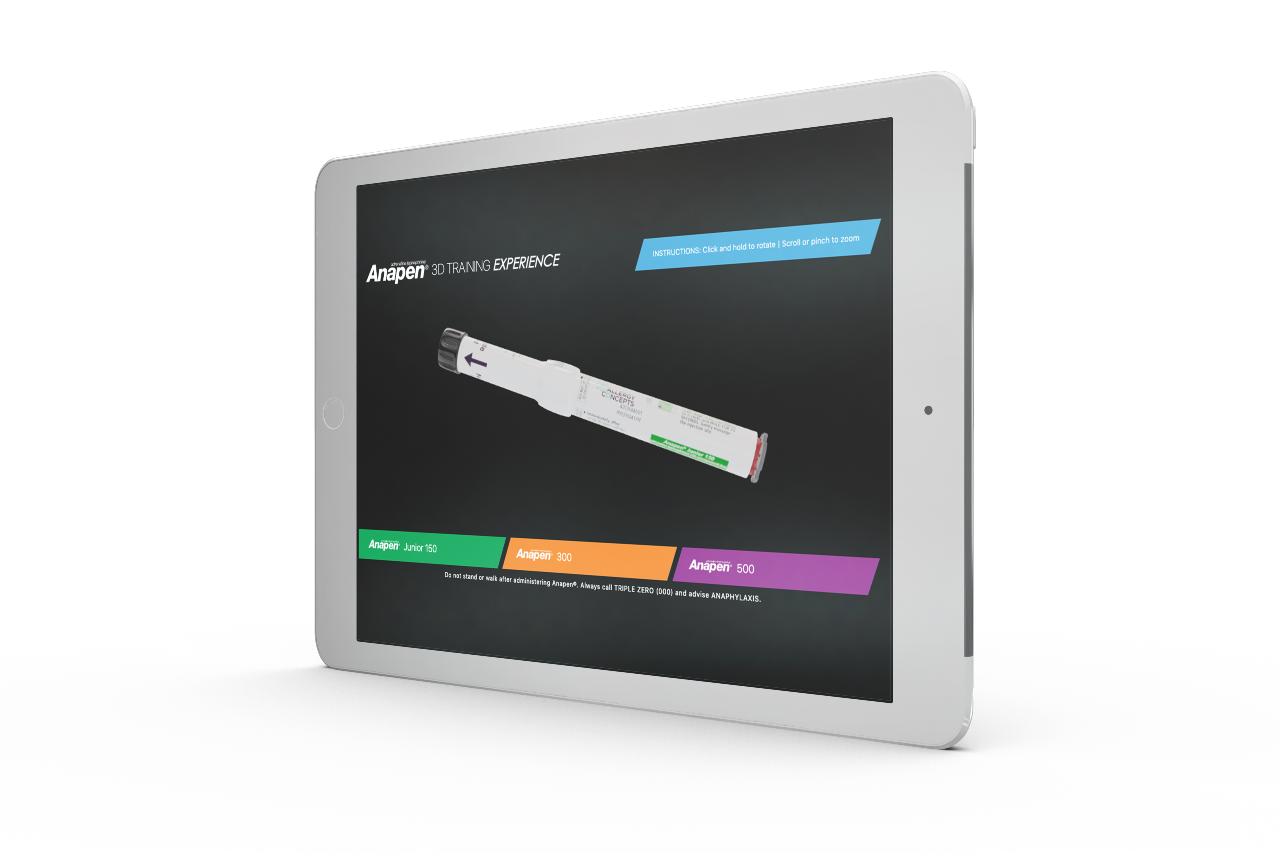 adrenaline (epinephrine)
Anapen® 3D TRAINING EXPERIENCE
INSTRUCTIONS: Click and hold to rotate | Scroll or pinch to zoom
ALLERGY
CONCEPTS
Anapen® Junior 150
Anapen® Junior 150
Anapen® 300
Anapen® 500
Do not stand or walk after administering Anapen®. Always call TRIPLE ZERO (000) and advise ANAPHYLAXIS.